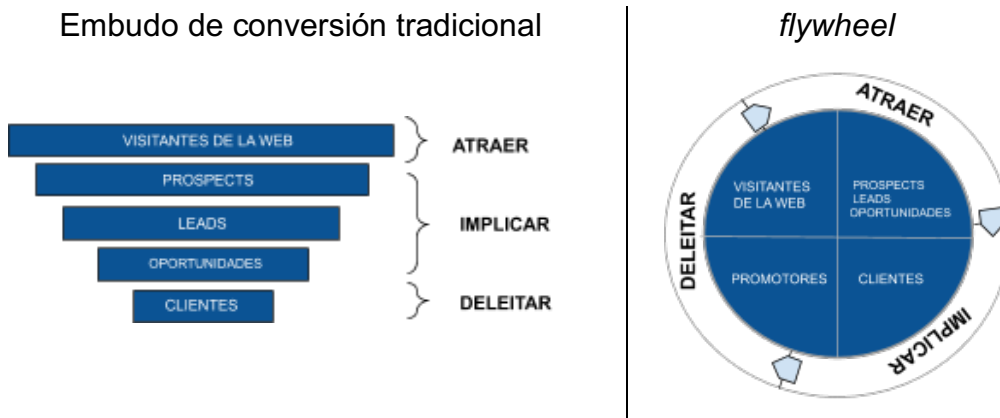 Embudo de conversión tradicional
VISITANTES DE LA WEB
ATRAER
PROSPECTS
LEADS
IMPLICAR
OPORTUNIDADES
CLIENTES
DELEITAR
flywheel
ATRAER
VISITANTES
DE LA WEB
PROSPECTS
LEADS
OPORTUNIDADES
DELEITAR
PROMOTORES
CLIENTES
IMPLICAR